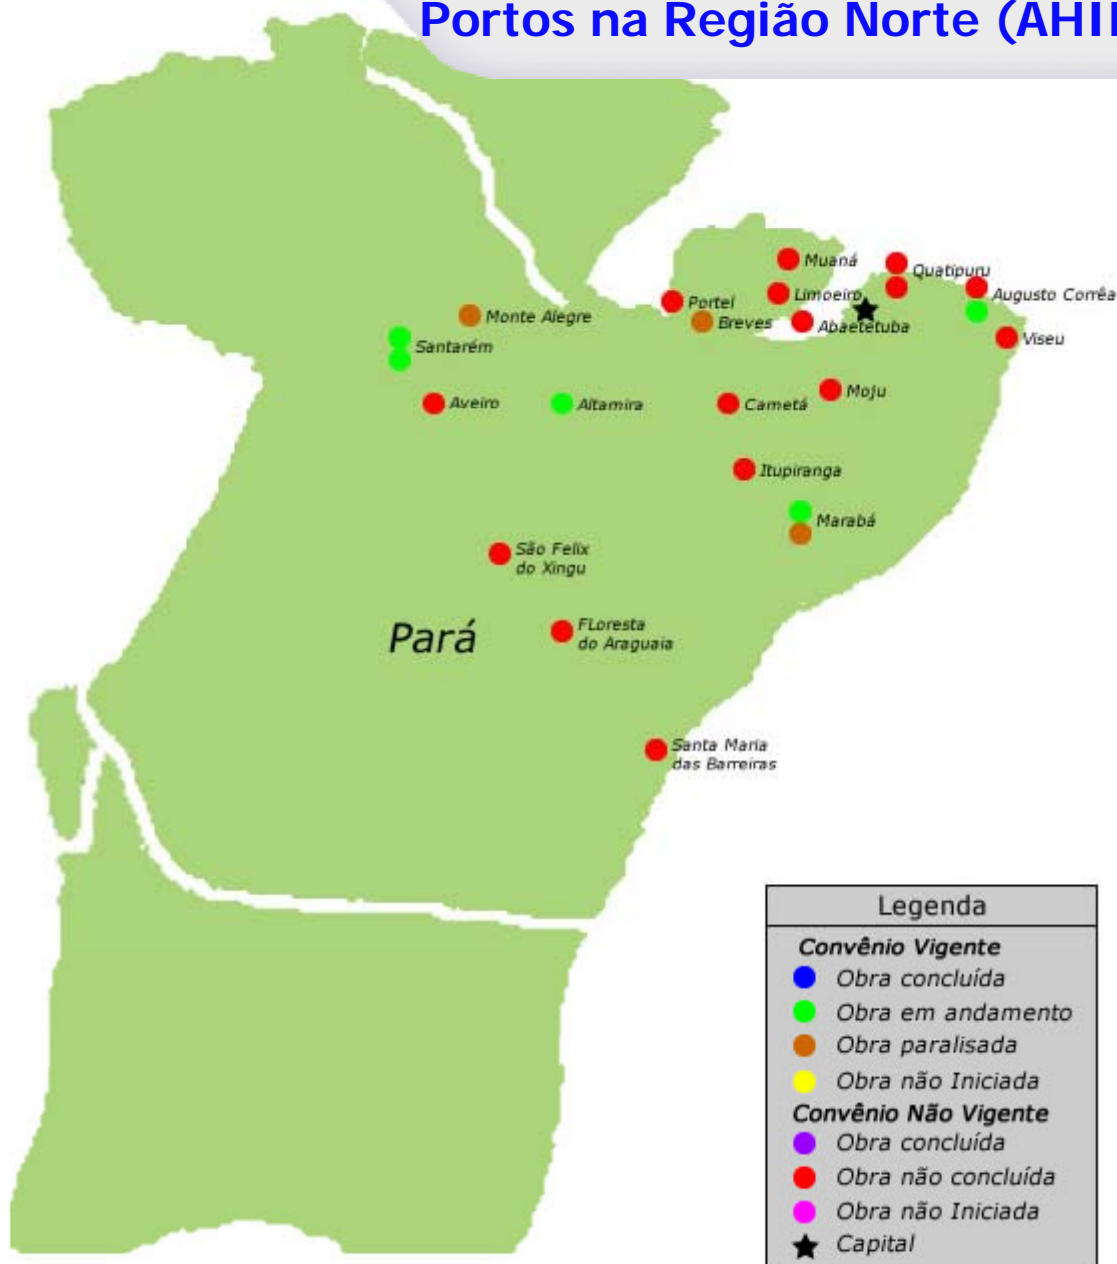 Portos na Região Norte (AHI
Muaná
Quatipuru
Limoeiro
Augusto Corrêa
Portel
Monte Alegre
Breves
Abaetetuba
Viseu
Santarém
Aveiro
Altamira
Cametá
Moju
Itupiranga
Marabá
São Felix
do Xingu
Pará
FLoresta
do Araguaia
Santa Maria
das Barreiras
Legenda
Convênio Vigente
Obra concluída
Obra em andamento
Obra paralisada
Obra não Iniciada
Convênio Não Vigente
Obra concluída
Obra não concluída
Obra não Iniciada
Capital